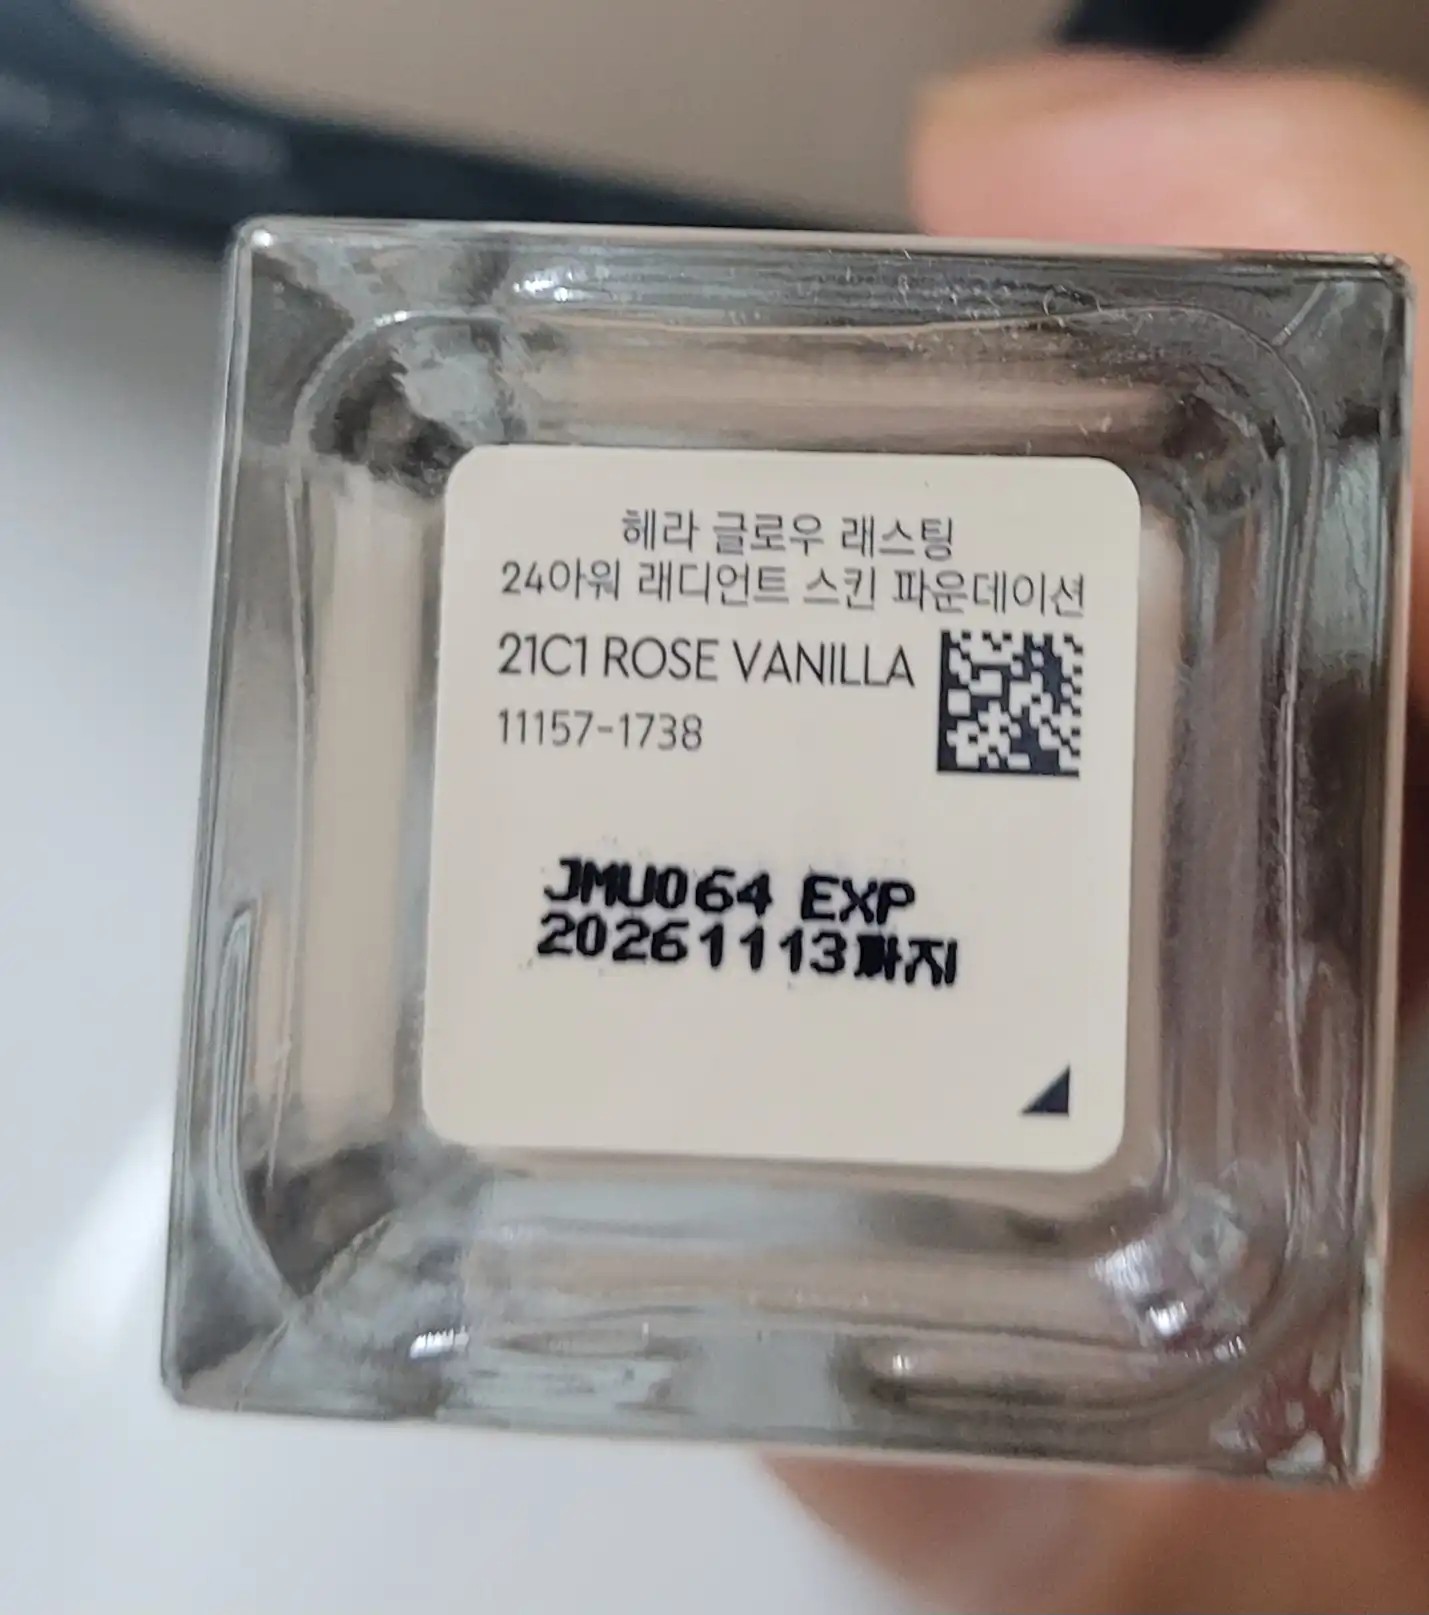 헤라 글로우 래스팅
24아워 래디언트 스킨 파운데이션
21C1 ROSE VANILLA
11157-1738
JMU064 EXP
20261113까지